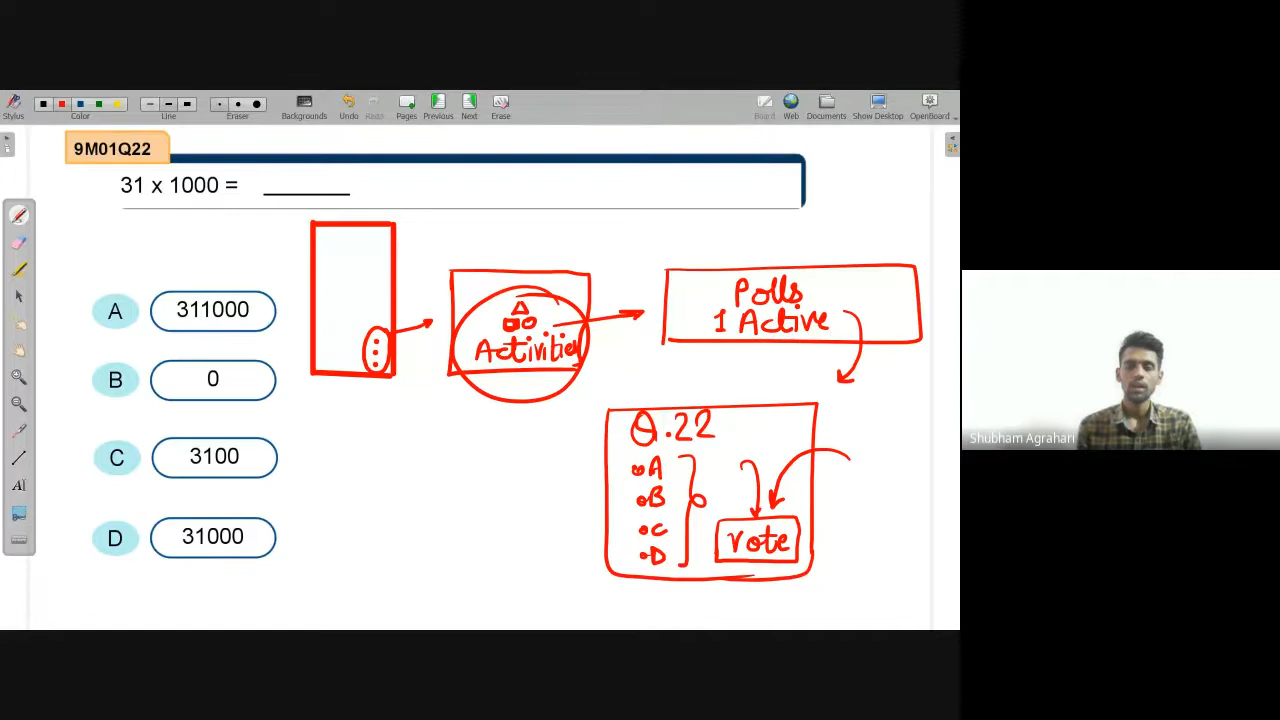 Stylus
Color
Line
Eraser
Backgrounds
Undo
Redo
Pages
Previous
Next
Erase
Board
Web
Documents
Show Desktop
OpenBoard
9M01Q22
31 x 1000 = _______
A 311000
B 0
C 3100
D 31000
Activities
Polls
1 Active
Q.22
A
B
C
D
vote
Shubham Agrahari